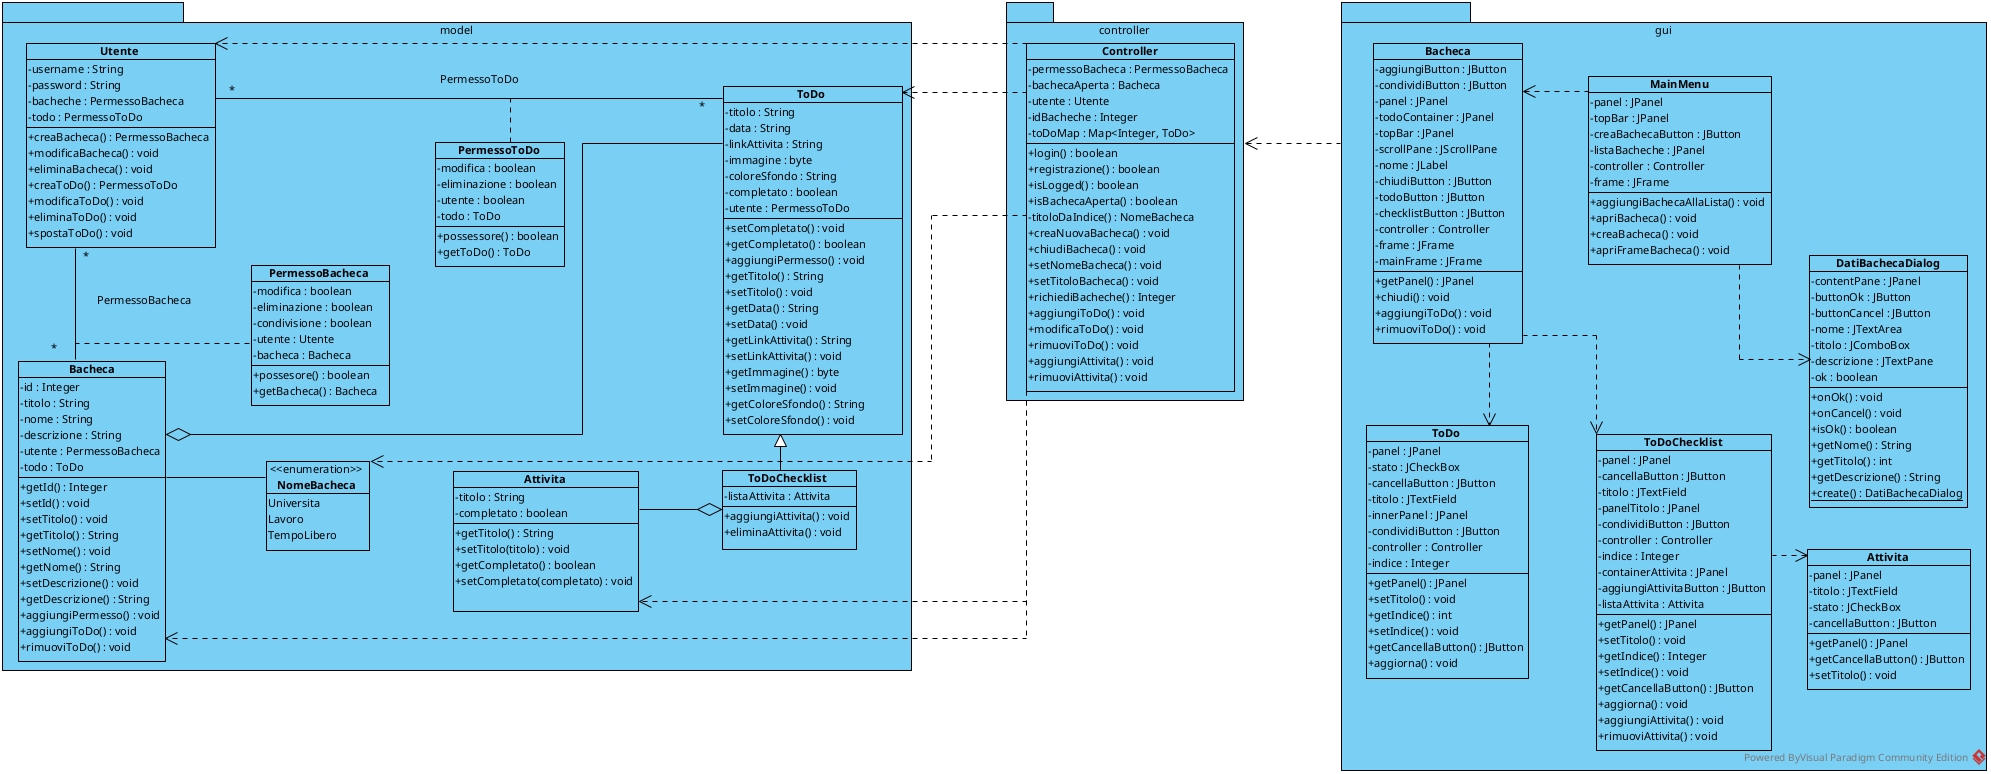 model
Utente
-username : String
-password : String
-bacheche : PermessoBacheca
-todo : PermessoToDo
+creaBacheca() : PermessoBacheca
+modificaBacheca() : void
+eliminaBacheca() : void
+creaToDo() : PermessoToDo
+modificaToDo() : void
+eliminaToDo() : void
+spostaToDo() : void
*
PermessoToDo
*
PermessoToDo
-modifica : boolean
-eliminazione : boolean
-utente : boolean
-todo : ToDo
+possessore() : boolean
+getToDo() : ToDo
ToDo
-titolo : String
-data : String
-linkAttivita : String
-immagine : byte
-coloreSfondo : String
-completato : boolean
-utente : PermessoToDo
+setCompletato() : void
+getCompletato() : boolean
+aggiungiPermesso() : void
+getTitolo() : String
+setTitolo() : void
+getData() : String
+setData() : void
+getLinkAttivita() : String
+setLinkAttivita() : void
+getImmagine() : byte
+setImmagine() : void
+getColoreSfondo() : String
+setColoreSfondo() : void
*
PermessoBacheca
*
PermessoBacheca
-modifica : boolean
-eliminazione : boolean
-condivisione : boolean
-utente : Utente
-bacheca : Bacheca
+possesore() : boolean
+getBacheca() : Bacheca
Bacheca
-id : Integer
-titolo : String
-nome : String
-descrizione : String
-utente : PermessoBacheca
-todo : ToDo
+getId() : Integer
+setId() : void
+setTitolo() : void
+getTitolo() : String
+setNome() : void
+getNome() : String
+setDescrizione() : void
+getDescrizione() : String
+aggiungiPermesso() : void
+aggiungiToDo() : void
+rimuoviToDo() : void
<<enumeration>>
NomeBacheca
Universita
Lavoro
TempoLibero
Attivita
-titolo : String
-completato : boolean
+getTitolo() : String
+setTitolo(titolo) : void
+getCompletato() : boolean
+setCompletato(completato) : void
ToDoChecklist
-listaAttivita : Attivita
+aggiungiAttivita() : void
+eliminaAttivita() : void
controller
Controller
-permessoBacheca : PermessoBacheca
-bachecaAperta : Bacheca
-utente : Utente
-idBacheche : Integer
-toDoMap : Map<Integer, ToDo>
+login() : boolean
+registrazione() : boolean
+isLogged() : boolean
+isBachecaAperta() : boolean
-titoloDaIndice() : NomeBacheca
+creaNuovaBacheca() : void
+chiudiBacheca() : void
+setNomeBacheca() : void
+setTitoloBacheca() : void
+richiediBacheche() : Integer
+aggiungiToDo() : void
+modificaToDo() : void
+rimuoviToDo() : void
+aggiungiAttivita() : void
+rimuoviAttivita() : void
gui
Bacheca
-aggiungiButton : JButton
-condividiButton : JButton
-panel : JPanel
-todoContainer : JPanel
-topBar : JPanel
-scrollPane : JScrollPane
-nome : JLabel
-chiudiButton : JButton
-todoButton : JButton
-checklistButton : JButton
-controller : Controller
-frame : JFrame
-mainFrame : JFrame
+getPanel() : JPanel
+chiudi() : void
+aggiungiToDo() : void
+rimuoviToDo() : void
MainMenu
-panel : JPanel
-topBar : JPanel
-creaBachecaButton : JButton
-listaBacheche : JPanel
-controller : Controller
-frame : JFrame
+aggiungiBachecaAllaLista() : void
+apriBacheca() : void
+creaBacheca() : void
+apriFrameBacheca() : void
DatiBachecaDialog
-contentPane : JPanel
-buttonOk : JButton
-buttonCancel : JButton
-nome : JTextArea
-titolo : JComboBox
-descrizione : JTextPane
-ok : boolean
+onOk() : void
+onCancel() : void
+isOk() : boolean
+getNome() : String
+getTitolo() : int
+getDescrizione() : String
+create() : DatiBachecaDialog
ToDo
-panel : JPanel
-stato : JCheckBox
-cancellaButton : JButton
-titolo : JTextField
-innerPanel : JPanel
-condividiButton : JButton
-controller : Controller
-indice : Integer
+getPanel() : JPanel
+setTitolo() : void
+getIndice() : int
+setIndice() : void
+getCancellaButton() : JButton
+aggiorna() : void
ToDoChecklist
-panel : JPanel
-cancellaButton : JButton
-titolo : JTextField
-panelTitolo : JPanel
-condividiButton : JButton
-controller : Controller
-indice : Integer
-containerAttivita : JPanel
-aggiungiAttivitaButton : JButton
-listaAttivita : Attivita
+getPanel() : JPanel
+setTitolo() : void
+getIndice() : Integer
+setIndice() : void
+getCancellaButton() : JButton
+aggiorna() : void
+aggiungiAttivita() : void
+rimuoviAttivita() : void
Attivita
-panel : JPanel
-titolo : JTextField
-stato : JCheckBox
-cancellaButton : JButton
+getPanel() : JPanel
+getCancellaButton() : JButton
+setTitolo() : void
Powered ByVisual Paradigm Community Edition